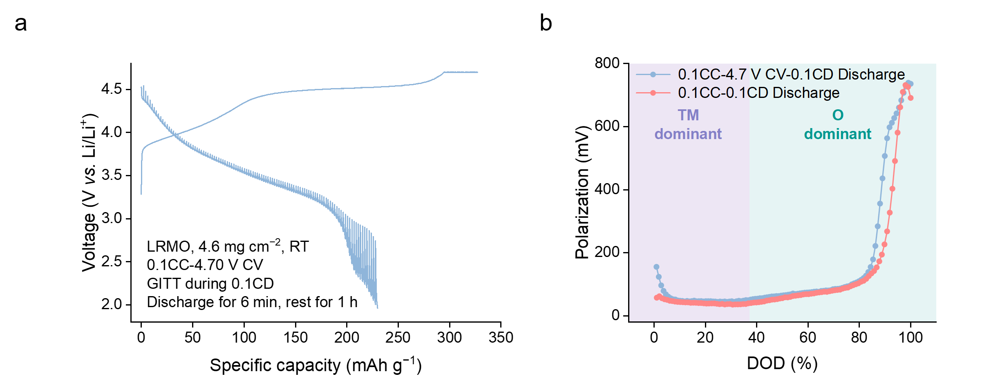 a
4.5
4.0
3.5
3.0
2.5
2.0
Voltage (V vs. Li/Li⁺)
LRMO, 4.6 mg cm⁻², RT
0.1CC-4.70 V CV
GITT during 0.1CD
Discharge for 6 min, rest for 1 h
0 50 100 150 200 250 300 350
Specific capacity (mAh g⁻¹)
b
800
600
400
200
0
Polarization (mV)
0.1CC-4.7 V CV-0.1CD Discharge
0.1CC-0.1CD Discharge
TM
dominant
O
dominant
0 20 40 60 80 100
DOD (%)